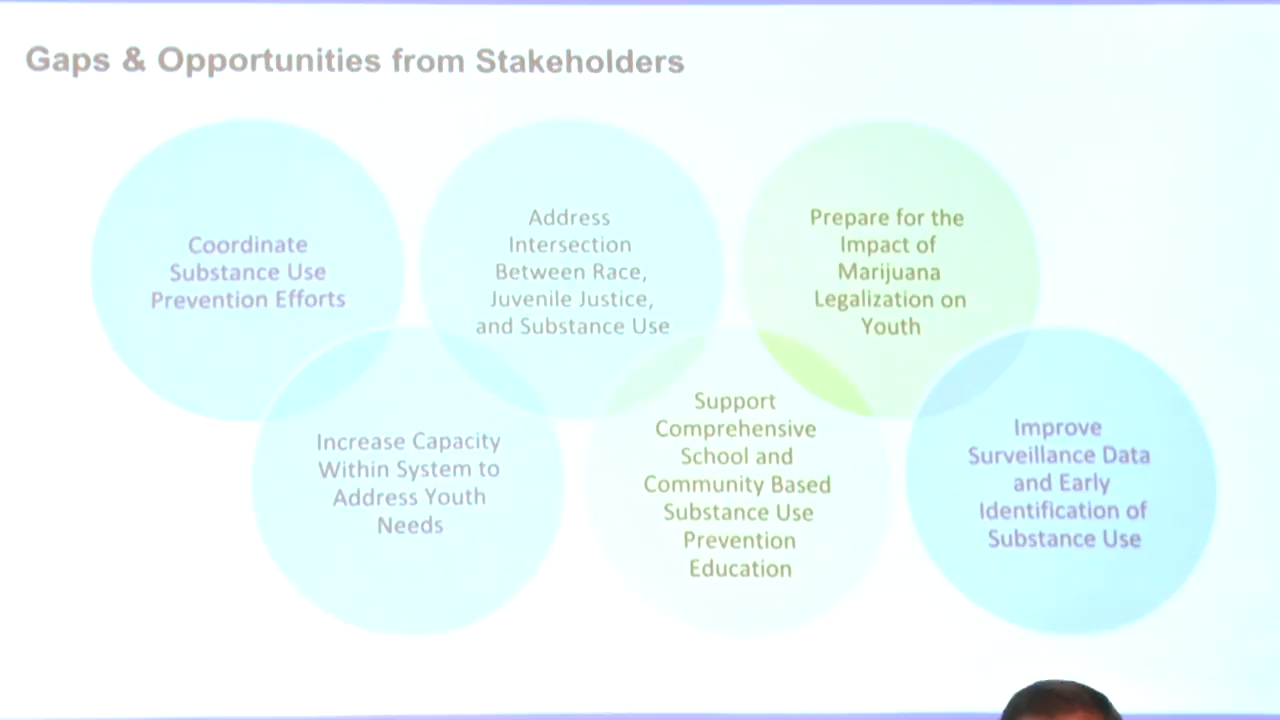 Gaps & Opportunities from Stakeholders
Coordinate
Substance Use
Prevention Efforts
Address
Intersection
Between Race,
Juvenile Justice,
and Substance Use
Prepare for the
Impact of
Marijuana
Legalization on
Youth
Increase Capacity
Within System to
Address Youth
Needs
Support
Comprehensive
School and
Community Based
Substance Use
Prevention
Education
Improve
Surveillance Data
and Early
Identification of
Substance Use